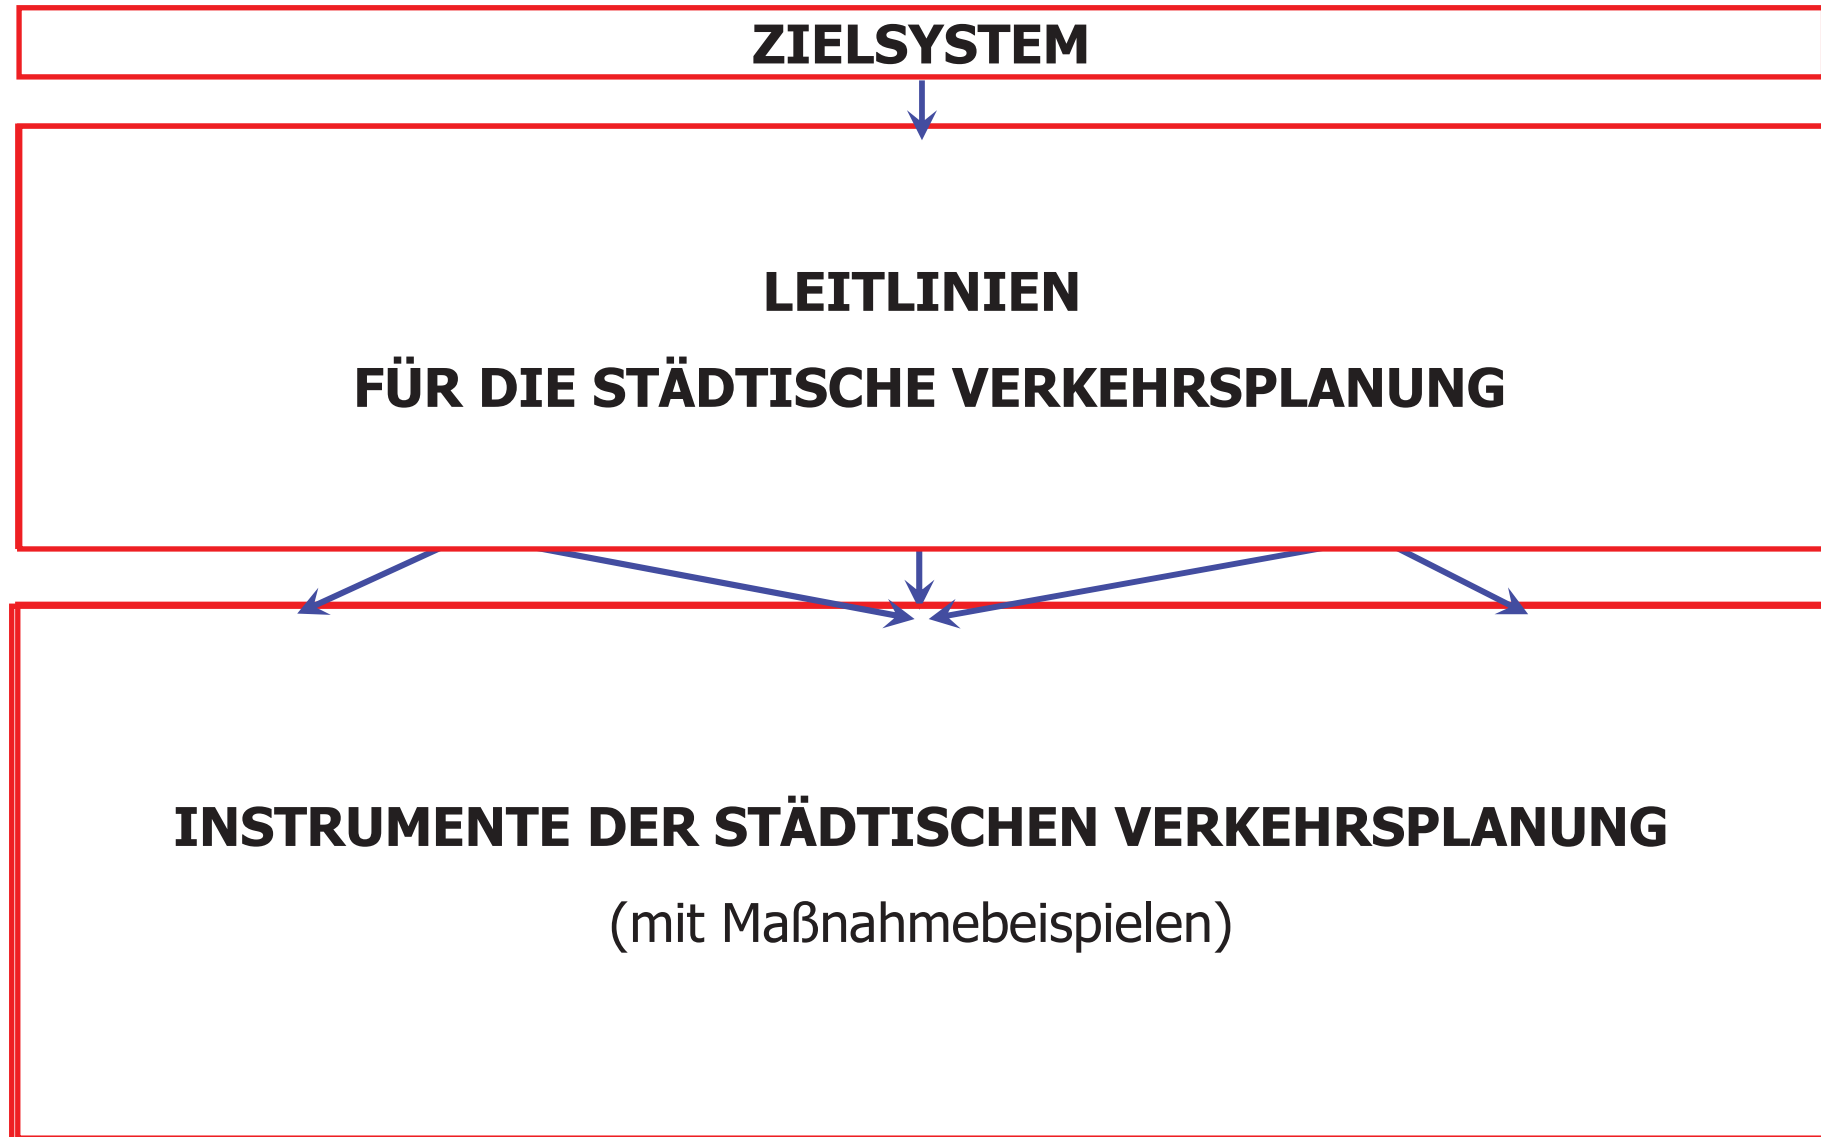 ZIELSYSTEM
LEITLINIEN
FÜR DIE STÄDTISCHE VERKEHRSPLANUNG
INSTRUMENTE DER STÄDTISCHEN VERKEHRSPLANUNG
(mit Maßnahmebeispielen)